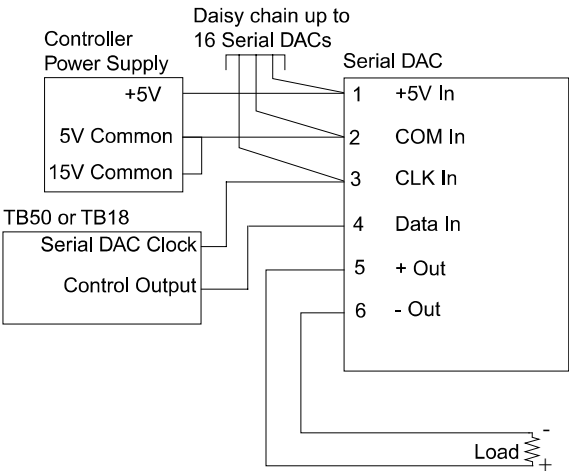 Daisy chain up to
16 Serial DACs
Controller
Power Supply
+5V
5V Common
15V Common
TB50 or TB18
Serial DAC Clock
Control Output
Serial DAC
1 +5V In
2 COM In
3 CLK In
4 Data In
5 + Out
6 - Out
-
Load
+